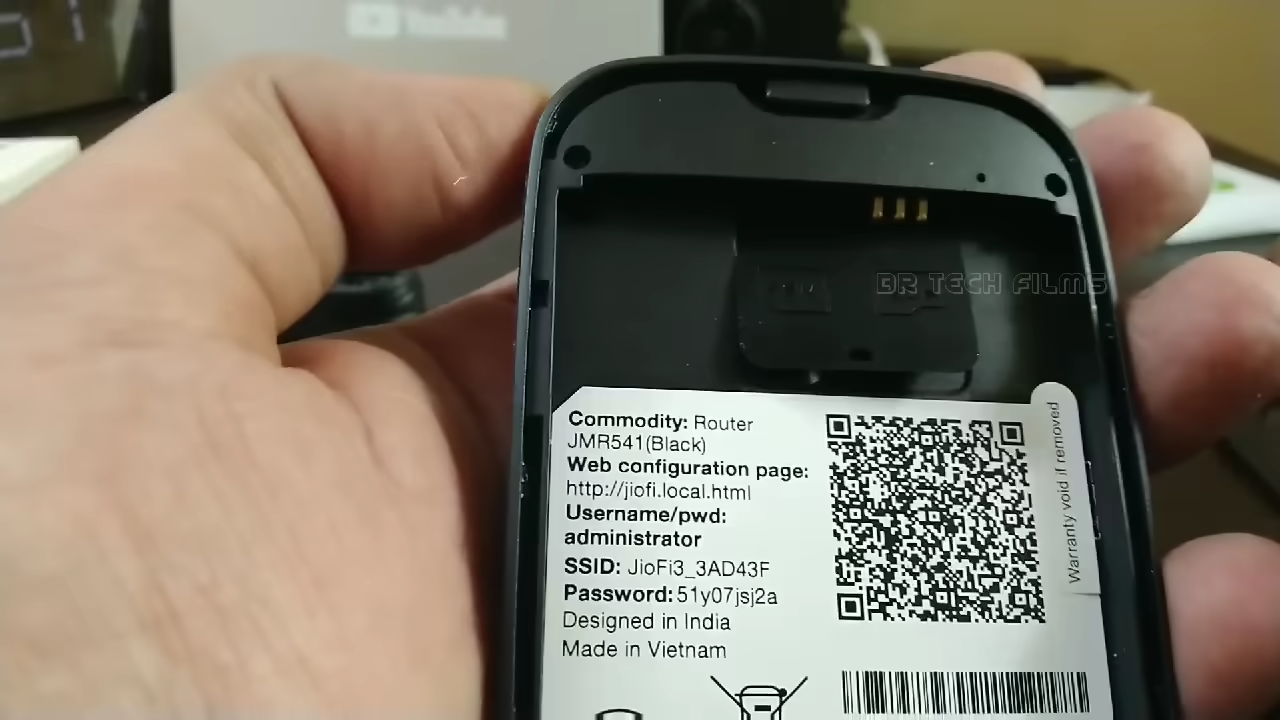 YouTube
BR TECH FILMS
Commodity: Router
JMR541(Black)
Web configuration page:
http://jiofi.local.html
Username/pwd:
administrator
SSID: JioFi3_3AD43F
Password: 51y07jsj2a
Designed in India
Made in Vietnam
Warranty void if removed